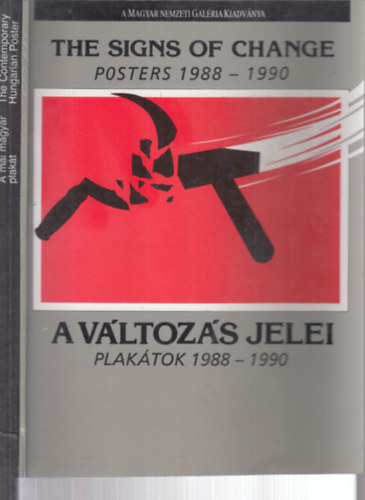 A MAGYAR NEMZETI GALÉRIA KIADVÁNYA
THE SIGNS OF CHANGE
POSTERS 1988 – 1990
A VÁLTOZÁS JELEI
PLAKÁTOK 1988 – 1990
A mai magyar
plakát
The Contemporary
Hungarian Poster